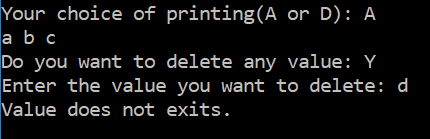 Your choice of printing(A or D): A
a b c
Do you want to delete any value: Y
Enter the value you want to delete: d
Value does not exits.